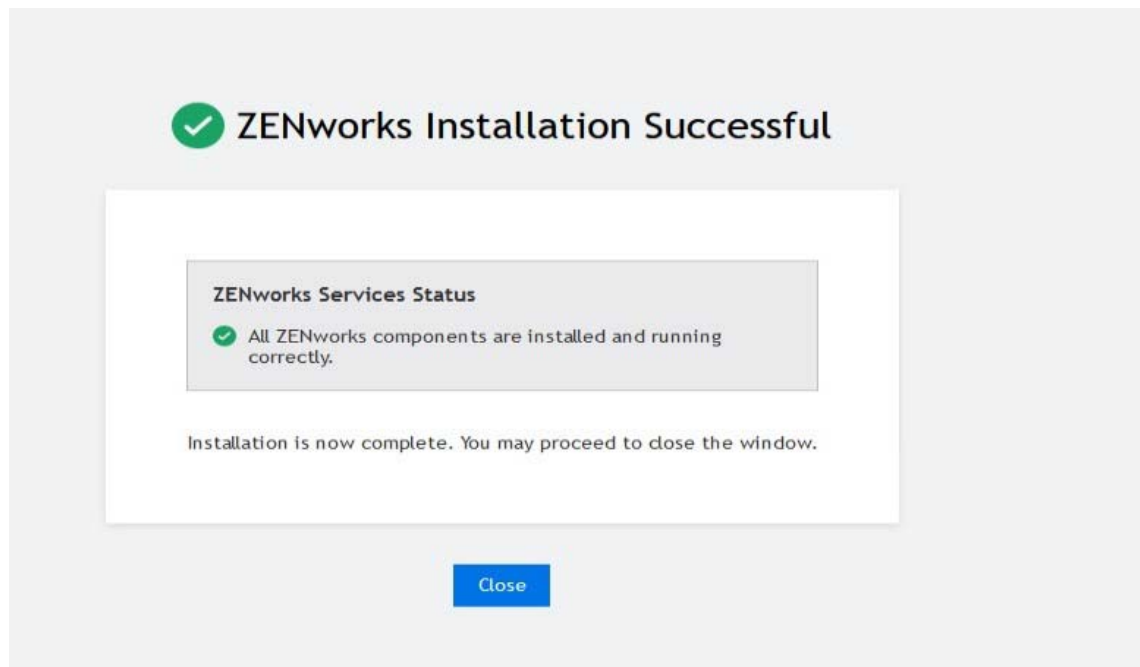 ZENworks Installation Successful
ZENworks Services Status
All ZENworks components are installed and running
correctly.
Installation is now complete. You may proceed to close the window.
Close